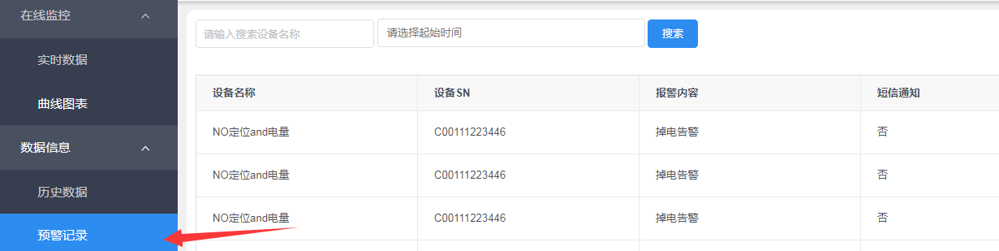 在线监控
实时数据
曲线图表
数据信息
历史数据
预警记录
请输入搜索设备名称 请选择起始时间 搜索
设备名称 设备SN 报警内容 短信通知
NO定位and电量 C00111223446 掉电告警 否
NO定位and电量 C00111223446 掉电告警 否
NO定位and电量 C00111223446 掉电告警 否